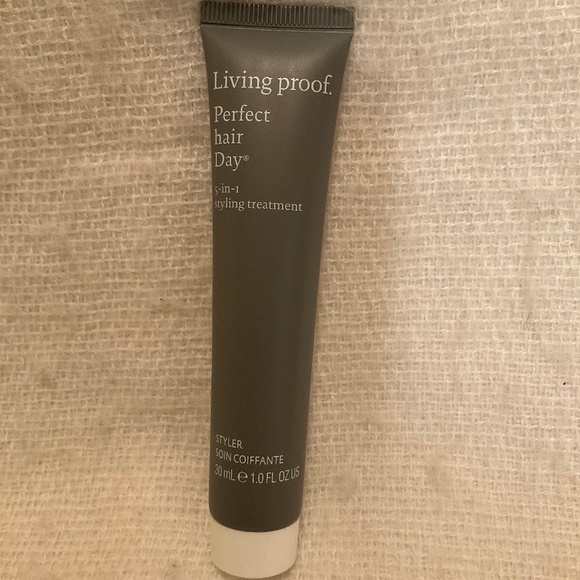 Living proof.
Perfect
hair
Day®
5-in-1
styling treatment
STYLER
SOIN COIFFANTE
30 mL ℮ 1.0 FL OZ US